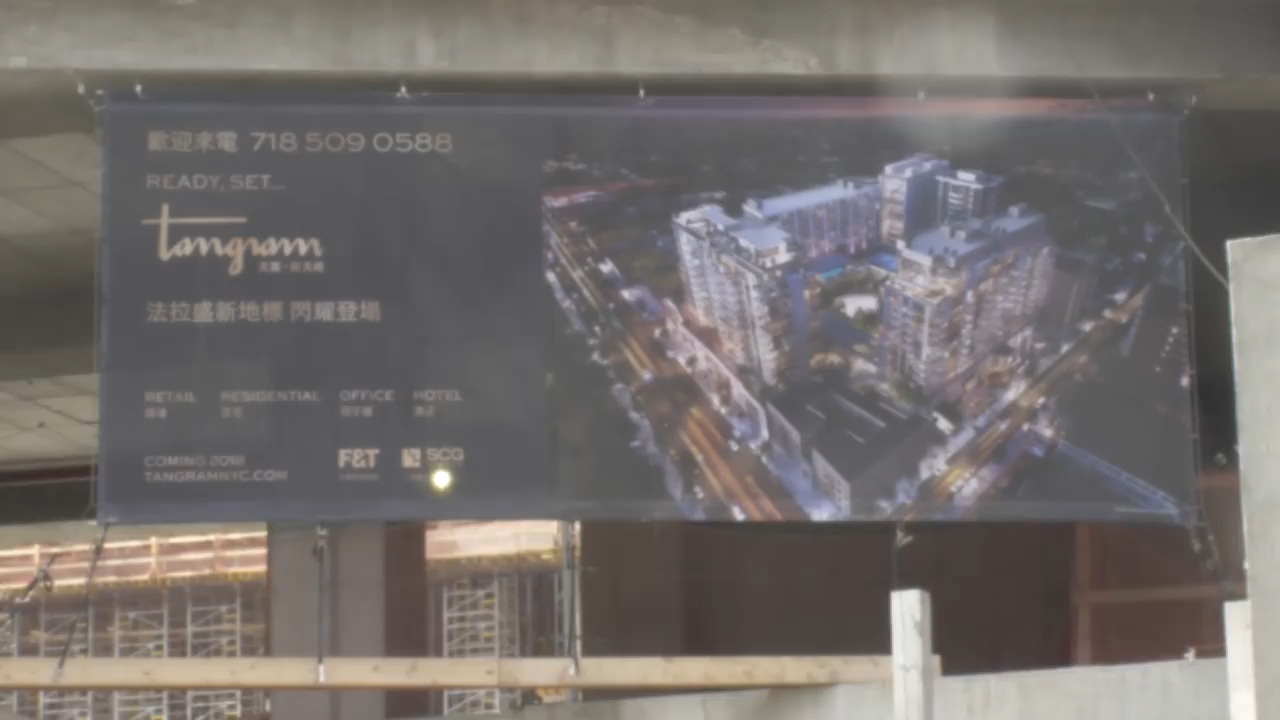 歡迎來電 718 509 0588
READY, SET...
tangram
法拉盛新地標 閃耀登場
RETAIL RESIDENTIAL OFFICE HOTEL
COMING 2018
TANGRAMNYC.COM
F&T SCG